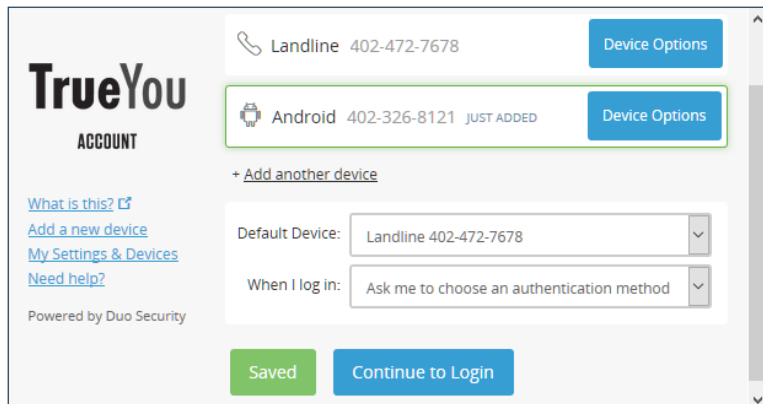 Landline 402-472-7678 Device Options
TrueYou
ACCOUNT
Android 402-326-8121 JUST ADDED Device Options
+ Add another device
What is this?
Add a new device
My Settings & Devices
Need help?
Powered by Duo Security
Default Device: Landline 402-472-7678
When I log in: Ask me to choose an authentication method
Saved Continue to Login